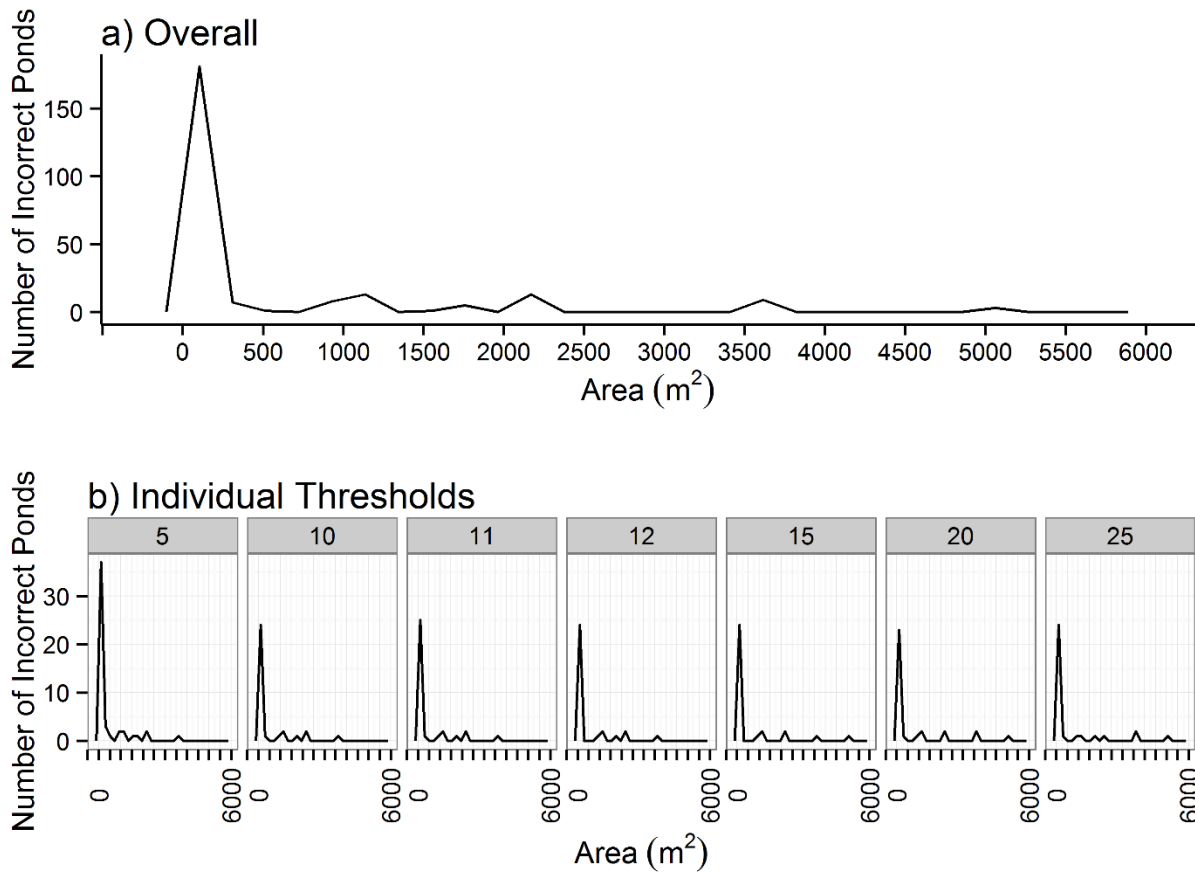 a) Overall
Number of Incorrect Ponds
150
100
50
0
0 500 1000 1500 2000 2500 3000 3500 4000 4500 5000 5500 6000
Area (m²)
b) Individual Thresholds
Number of Incorrect Ponds
5 10 11 12 15 20 25
30
20
10
0
0 6000 0 6000 0 6000 0 6000 0 6000 0 6000 0 6000
Area (m²)